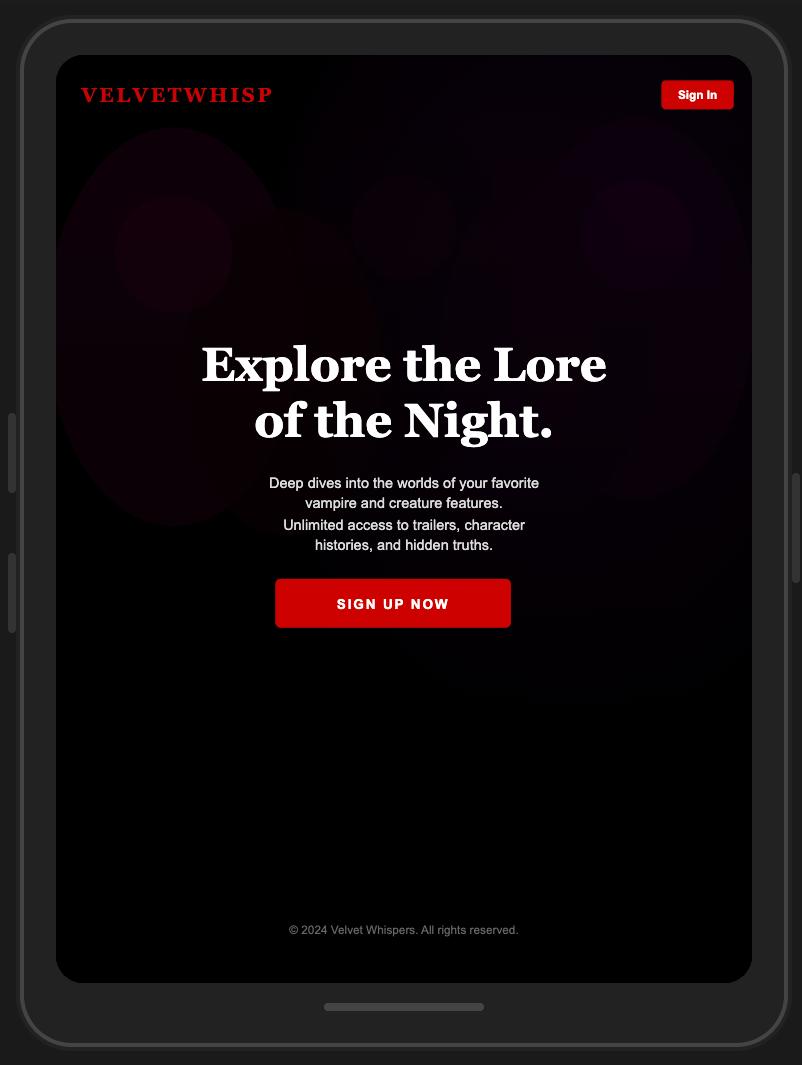 VELVETWHISP
Sign In
Explore the Lore
of the Night.
Deep dives into the worlds of your favorite
vampire and creature features.
Unlimited access to trailers, character
histories, and hidden truths.
SIGN UP NOW
© 2024 Velvet Whispers. All rights reserved.